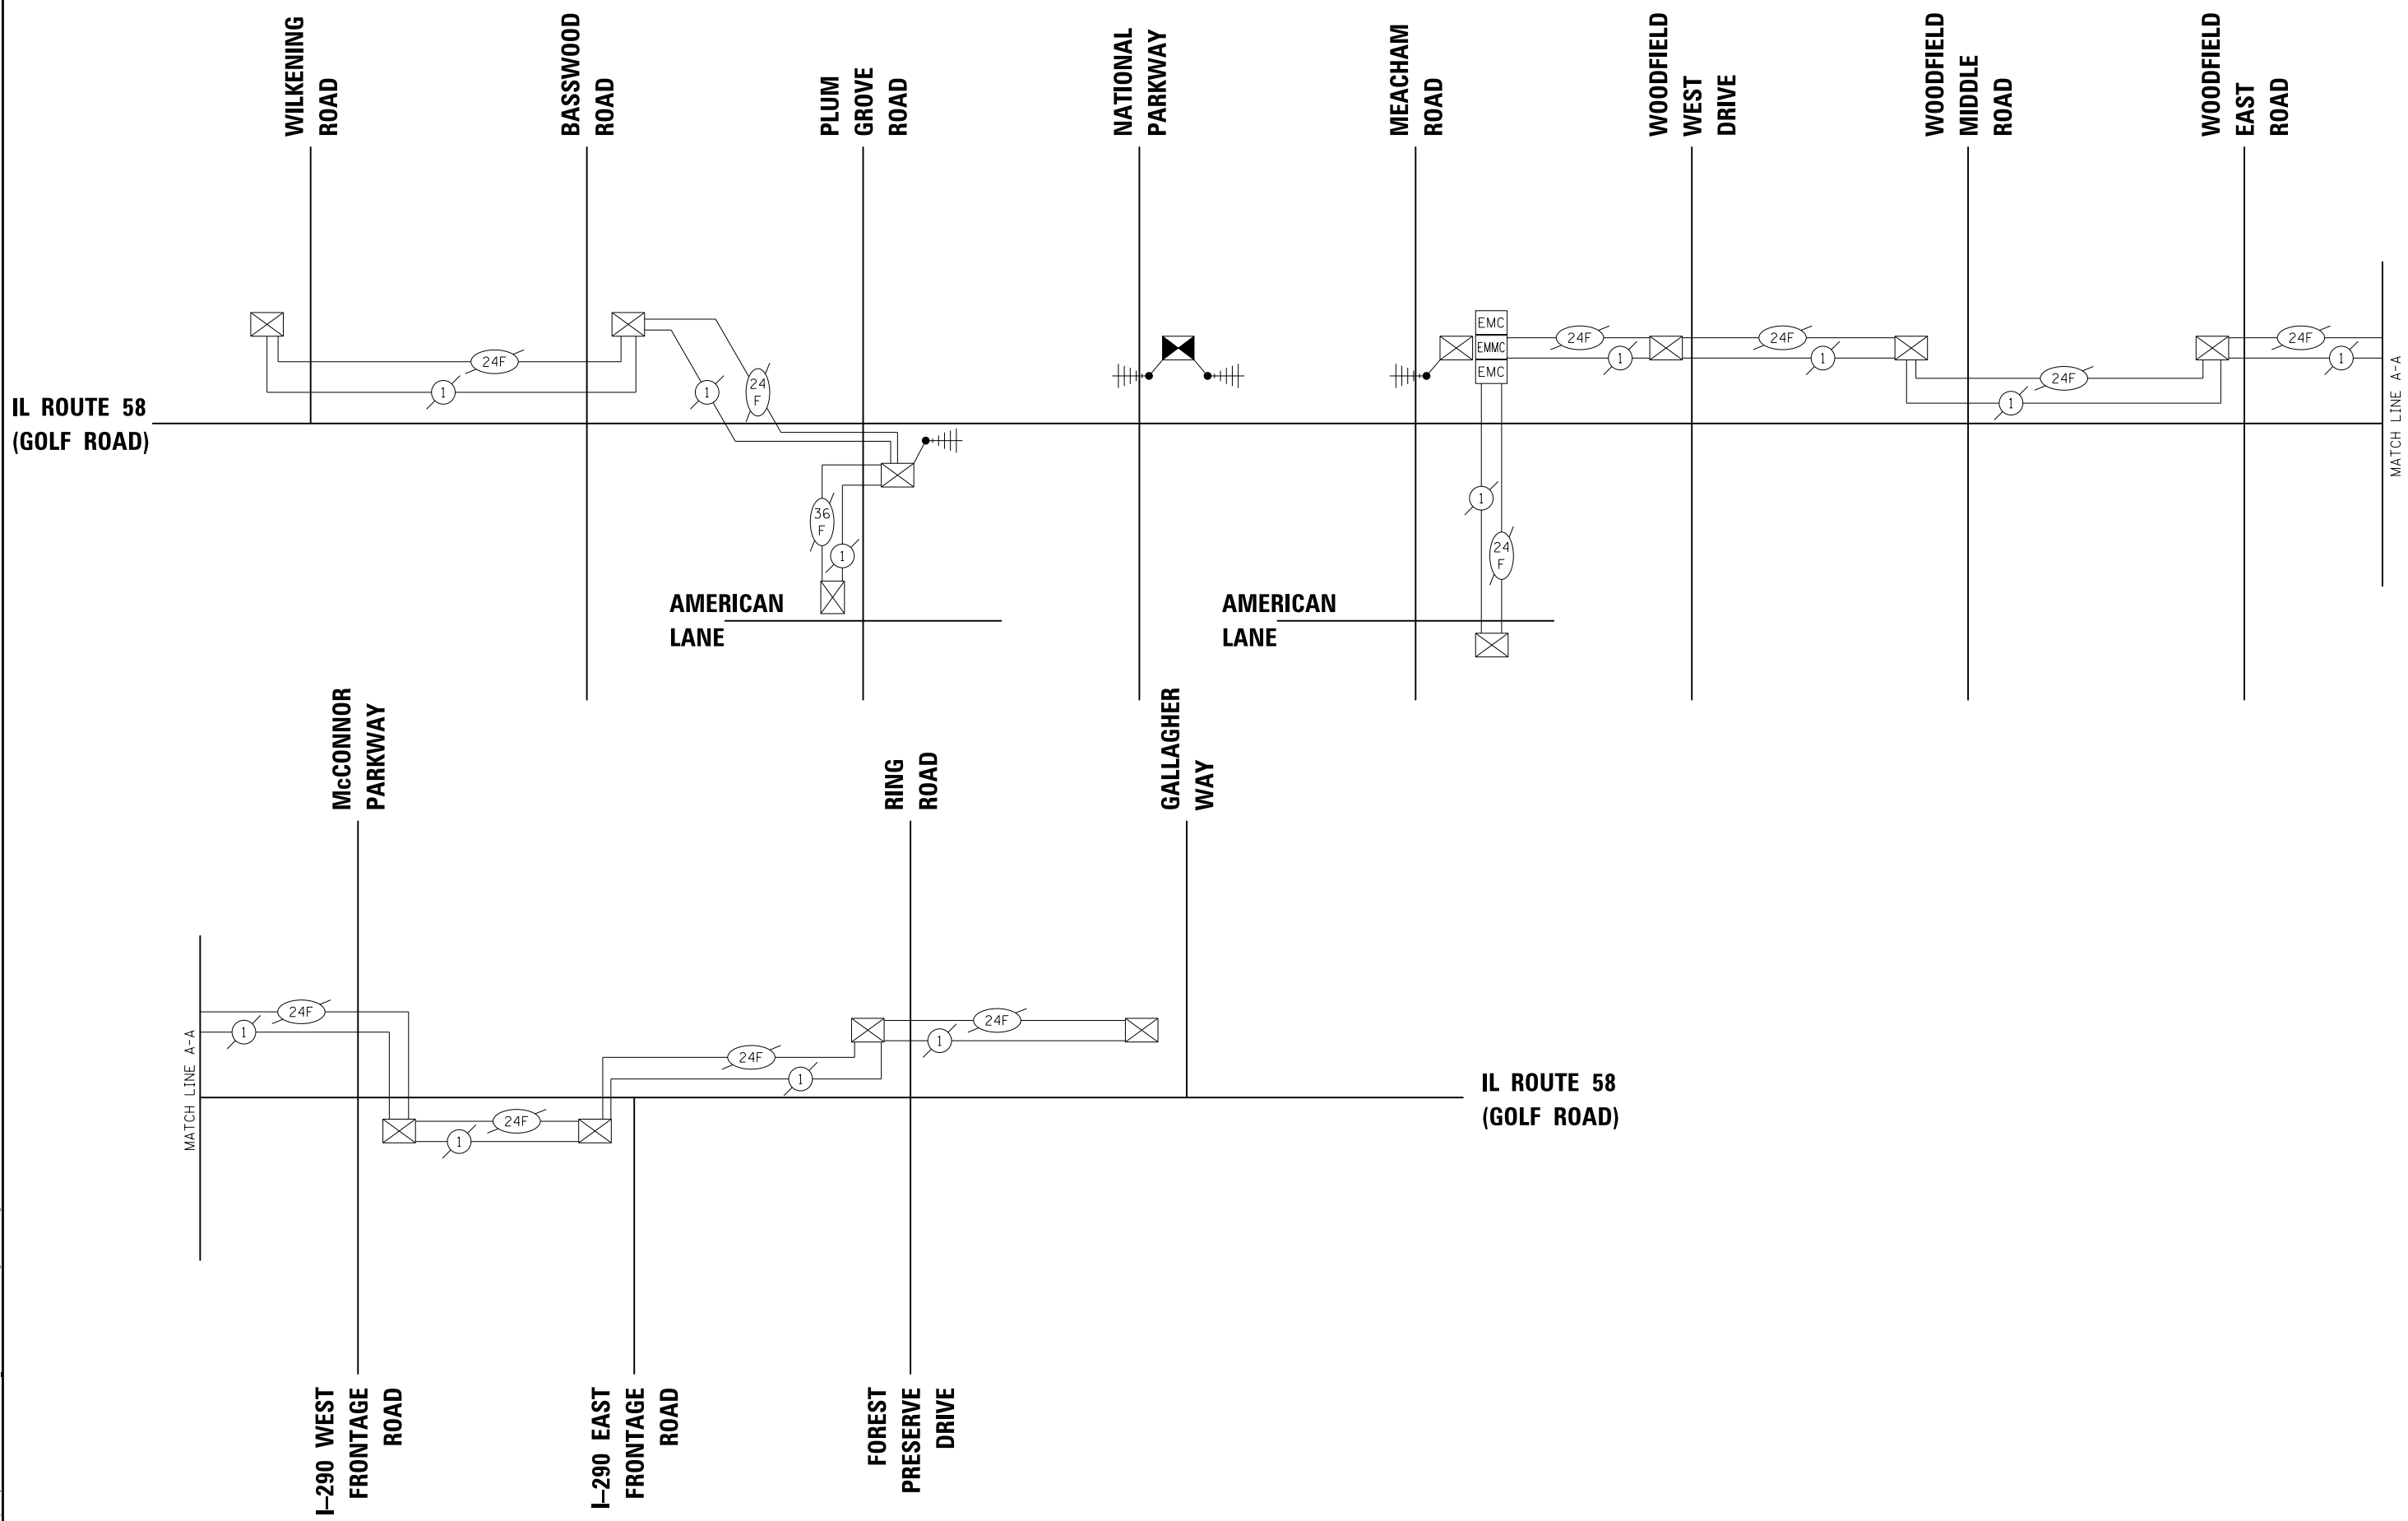 WILKENING
ROAD
BASSWOOD
ROAD
PLUM
GROVE
ROAD
NATIONAL
PARKWAY
MEACHAM
ROAD
WOODFIELD
WEST
DRIVE
WOODFIELD
MIDDLE
ROAD
WOODFIELD
EAST
ROAD
IL ROUTE 58
(GOLF ROAD)
24F
1
1
24
F
36
F
1
AMERICAN
LANE
EMC
EMMC
EMC
24F
1
24F
1
24F
1
24F
1
1
24
F
AMERICAN
LANE
MATCH LINE A-A
McCONNOR
PARKWAY
RING
ROAD
GALLAGHER
WAY
MATCH LINE A-A
24F
1
24F
1
24F
1
24F
1
IL ROUTE 58
(GOLF ROAD)
I-290 WEST
FRONTAGE
ROAD
I-290 EAST
FRONTAGE
ROAD
FOREST
PRESERVE
DRIVE